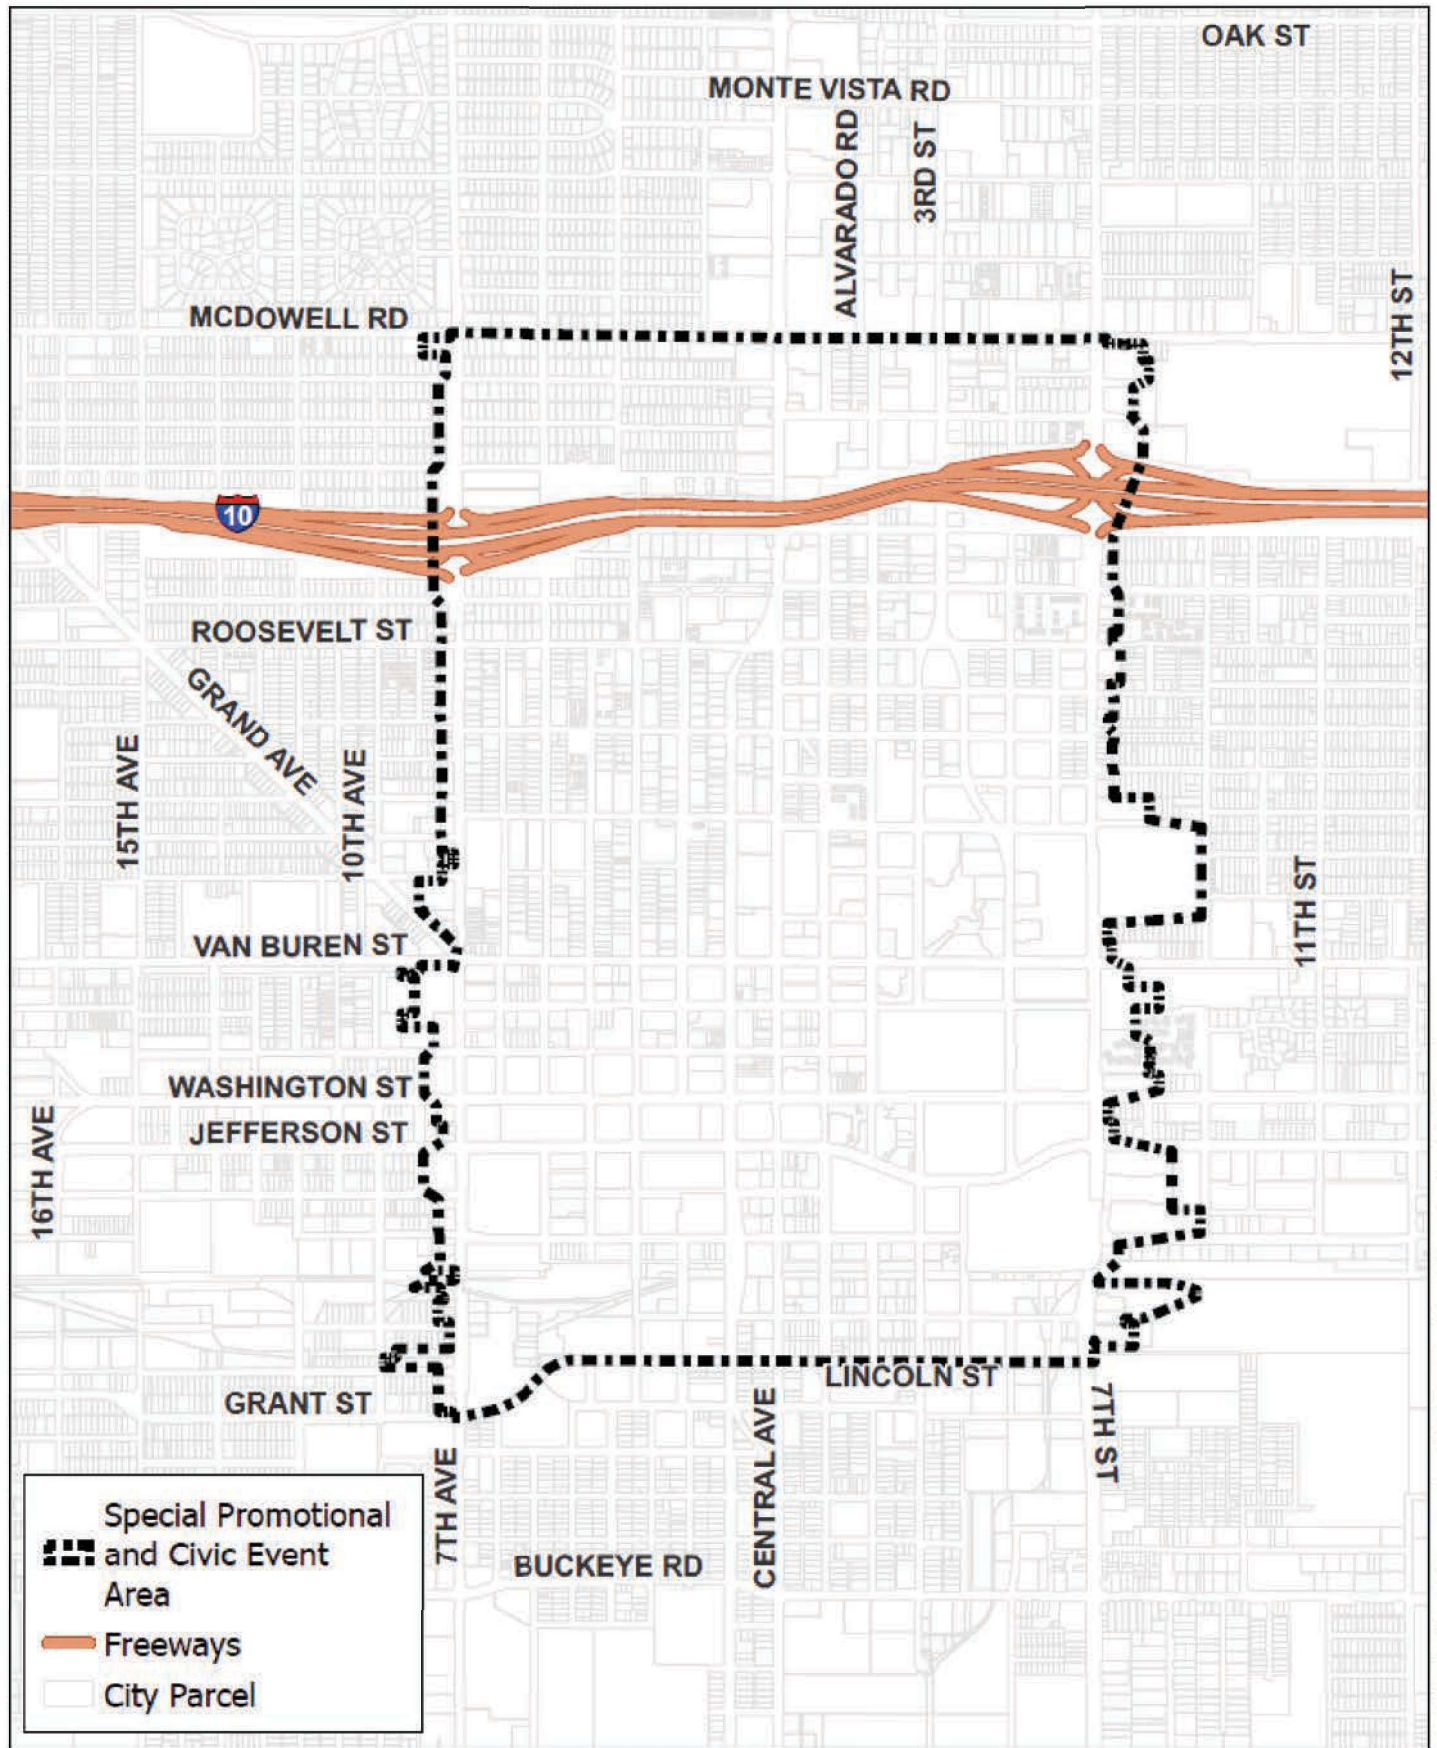 OAK ST
MONTE VISTA RD
ALVARADO RD
3RD ST
12TH ST
MCDOWELL RD
10
ROOSEVELT ST
GRAND AVE
15TH AVE
10TH AVE
11TH ST
VAN BUREN ST
WASHINGTON ST
JEFFERSON ST
16TH AVE
LINCOLN ST
GRANT ST
7TH AVE
CENTRAL AVE
7TH ST
BUCKEYE RD
Special Promotional
and Civic Event
Area
Freeways
City Parcel